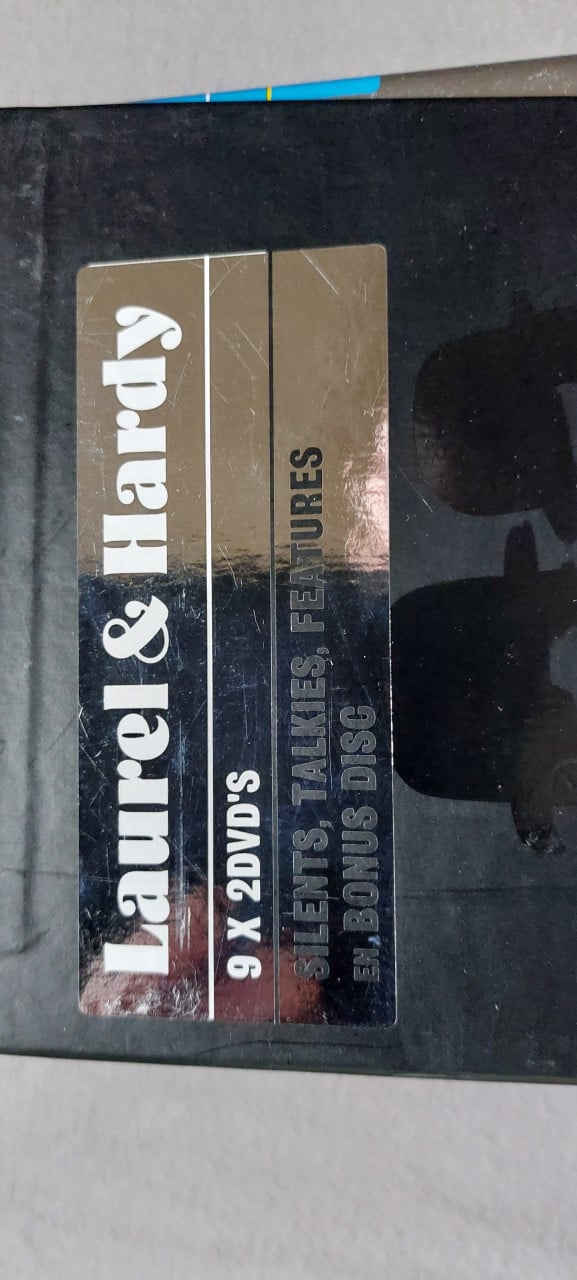 Laurel & Hardy
9 X 2DVD'S
SILENTS, TALKIES, FEATURES
EN BONUS DISC